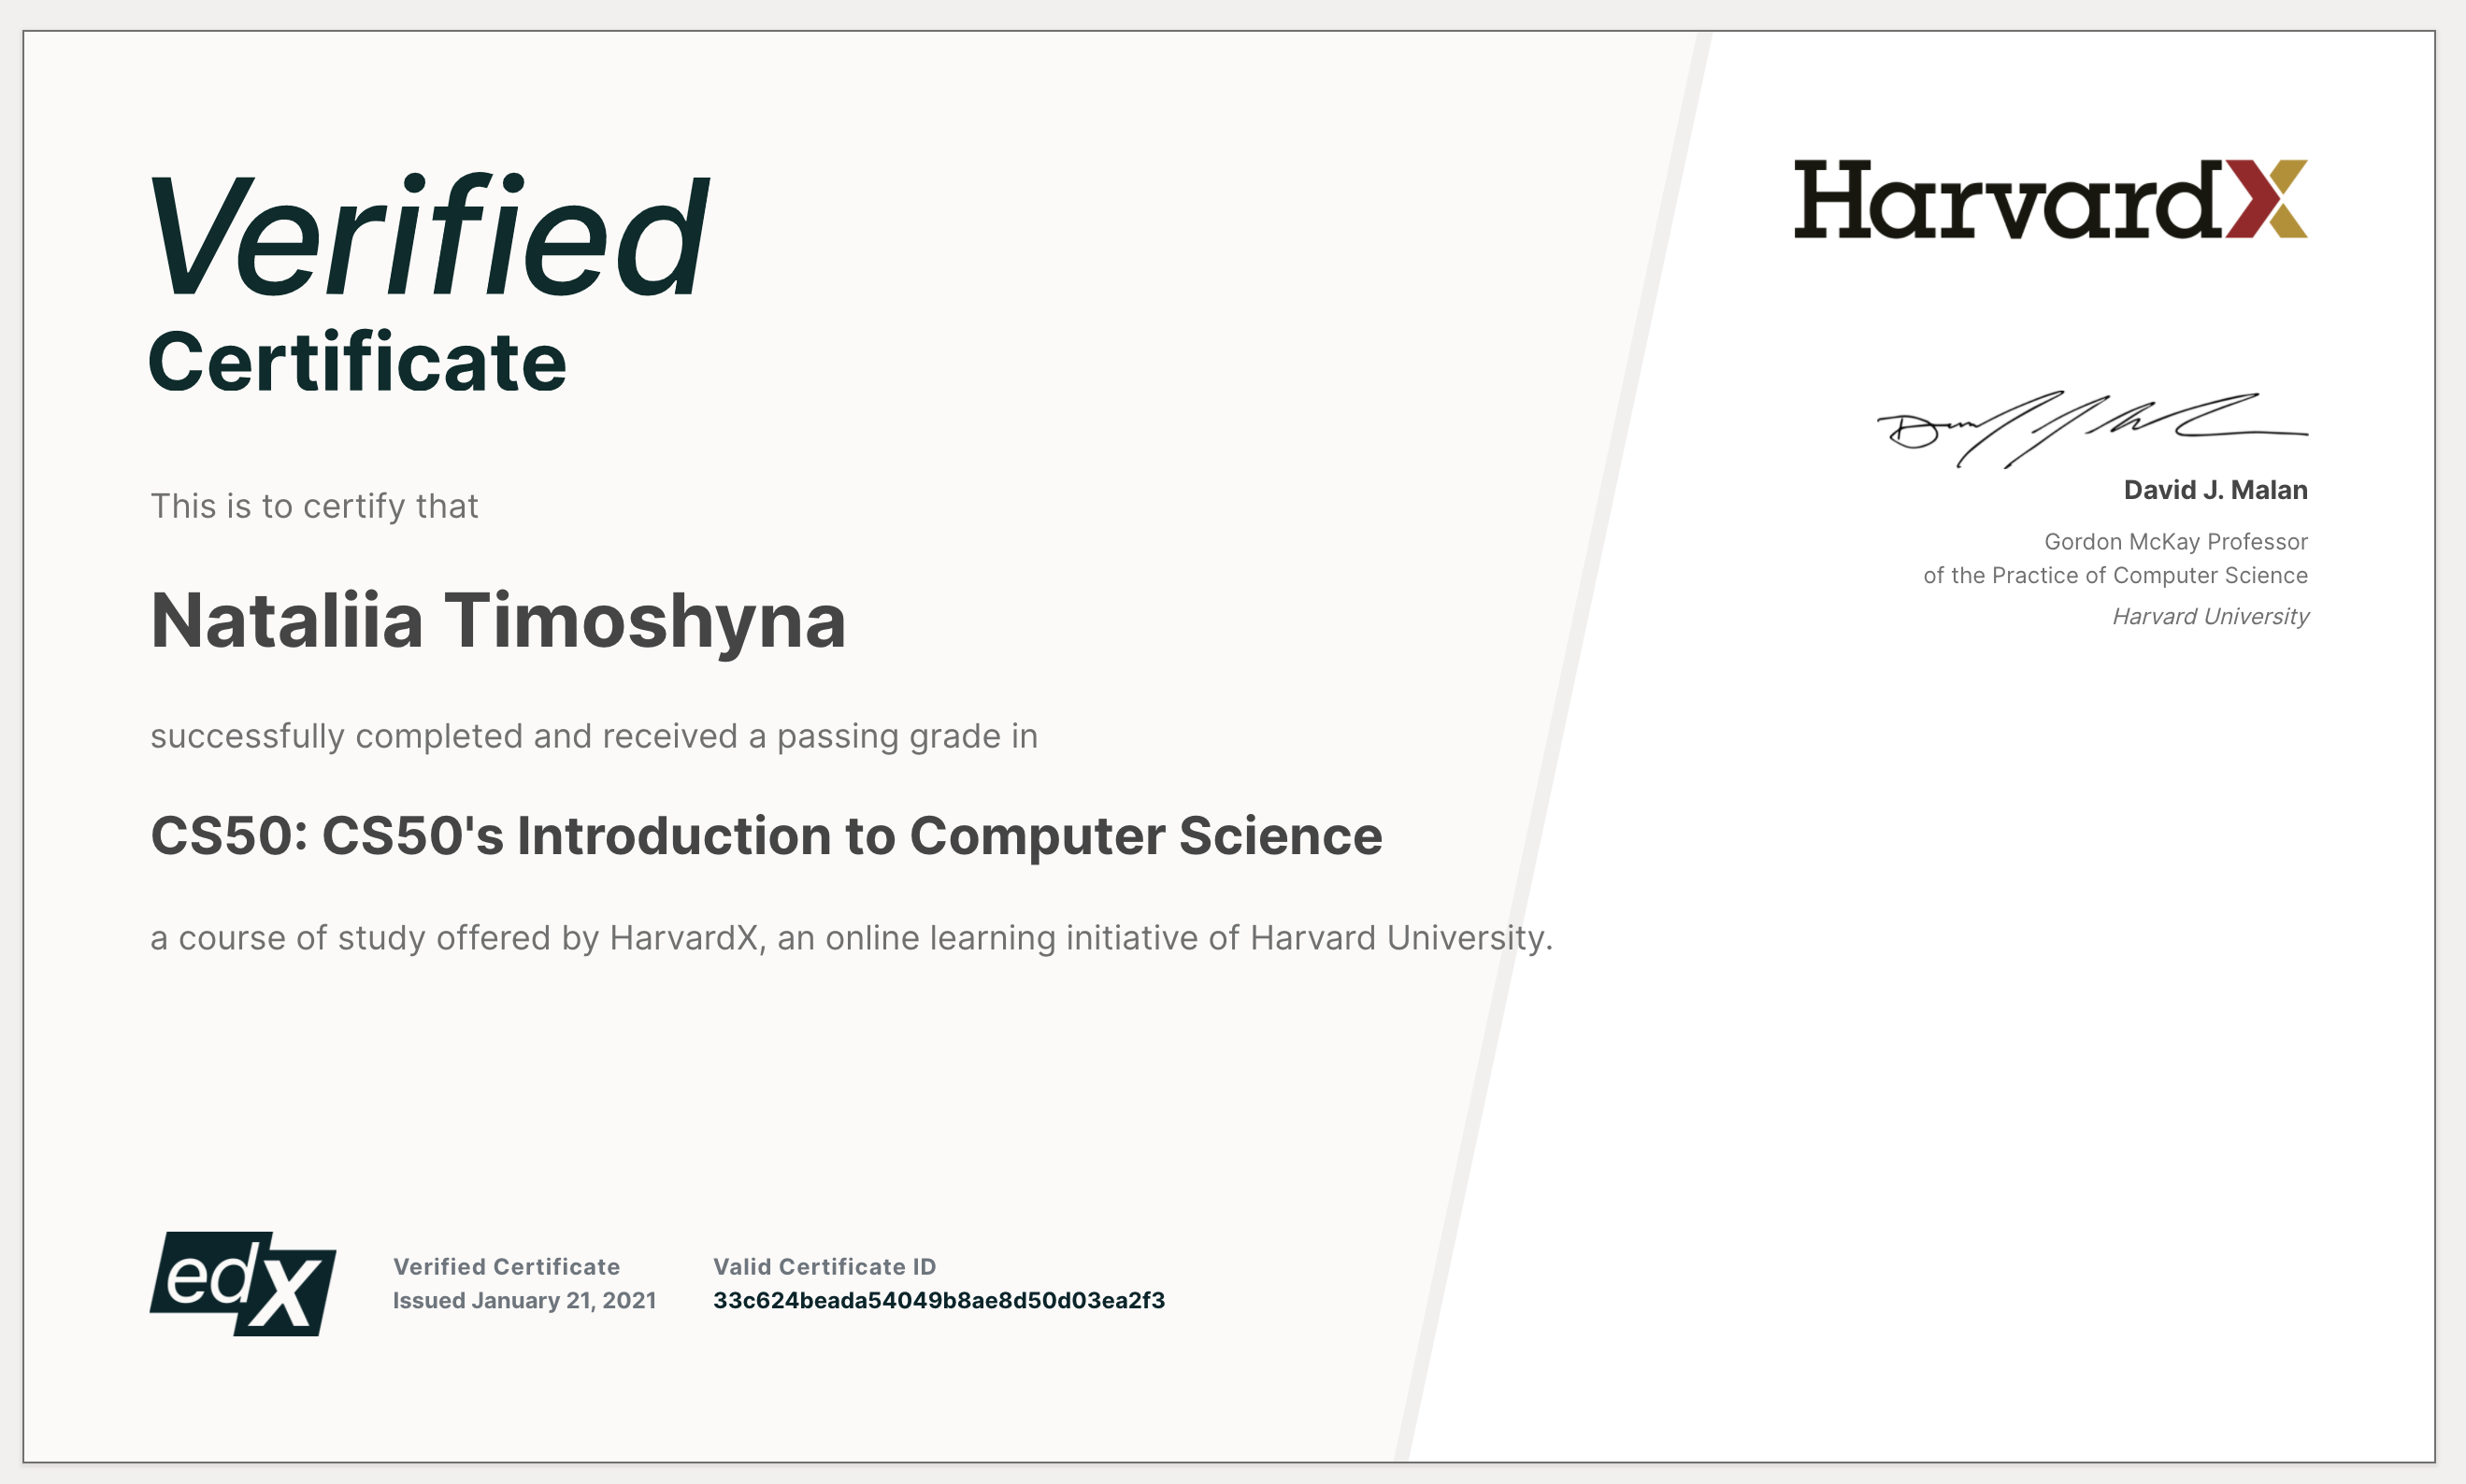 Verified
Certificate
This is to certify that
Nataliia Timoshyna
successfully completed and received a passing grade in
CS50: CS50's Introduction to Computer Science
a course of study offered by HarvardX, an online learning initiative of Harvard University.
HarvardX
David J. Malan
Gordon McKay Professor
of the Practice of Computer Science
Harvard University
edX
Verified Certificate
Issued January 21, 2021
Valid Certificate ID
33c624beada54049b8ae8d50d03ea2f3